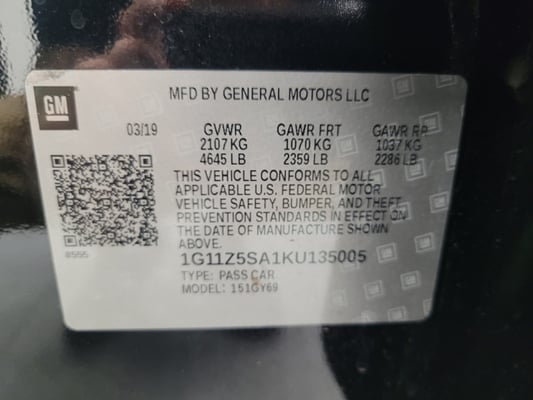 MFD BY GENERAL MOTORS LLC
GM
03/19 GVWR GAWR FRT GAWR RR
2107 KG 1070 KG 1037 KG
4645 LB 2359 LB 2286 LB
THIS VEHICLE CONFORMS TO ALL
APPLICABLE U.S. FEDERAL MOTOR
VEHICLE SAFETY, BUMPER, AND THEFT
PREVENTION STANDARDS IN EFFECT ON
THE DATE OF MANUFACTURE SHOWN
ABOVE.
8555
1G11Z5SA1KU135005
TYPE: PASS CAR
MODEL: 151GY69